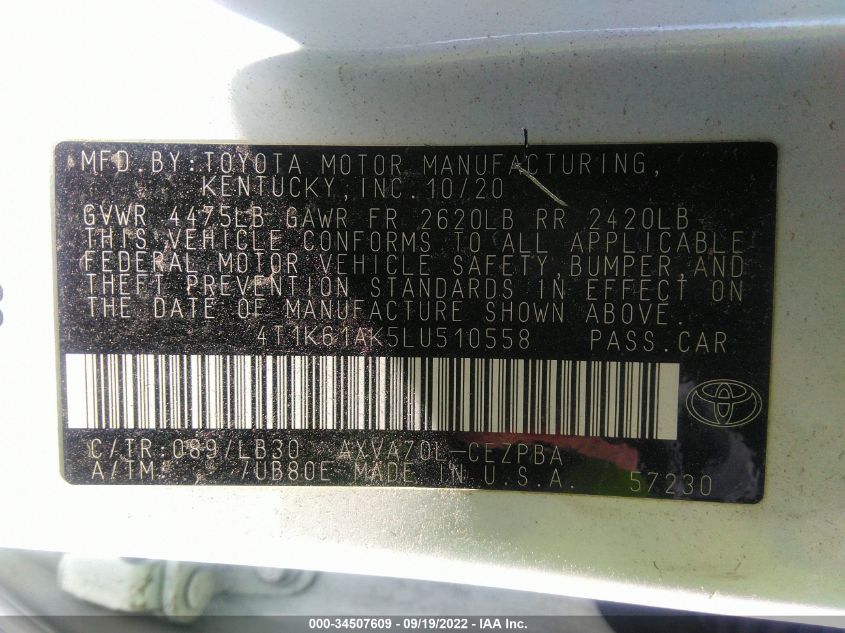 MFD.BY:TOYOTA MOTOR MANUFACTURING,
KENTUCKY,INC.10/20
GVWR 4475LB GAWR FR 2620LB RR 2420LB
THIS VEHICLE CONFORMS TO ALL APPLICABLE
FEDERAL MOTOR VEHICLE SAFETY,BUMPER,AND
THEFT PREVENTION STANDARDS IN EFFECT ON
THE DATE OF MANUFACTURE SHOWN ABOVE.
4T1K61AK5LU510558 PASS.CAR
C/TR:089/LB30 AXVA70L-CEZPBA
A/TM: /UB80E MADE IN U.S.A. 57230
000-34507609 - 09/19/2022 - IAA Inc.